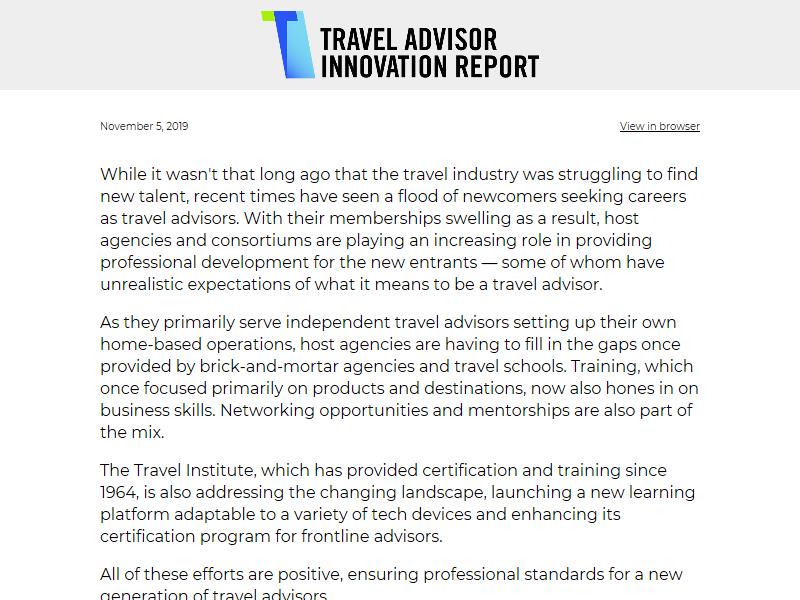 TRAVEL ADVISOR
INNOVATION REPORT
November 5, 2019
View in browser
While it wasn't that long ago that the travel industry was struggling to find
new talent, recent times have seen a flood of newcomers seeking careers
as travel advisors. With their memberships swelling as a result, host
agencies and consortiums are playing an increasing role in providing
professional development for the new entrants — some of whom have
unrealistic expectations of what it means to be a travel advisor.
As they primarily serve independent travel advisors setting up their own
home-based operations, host agencies are having to fill in the gaps once
provided by brick-and-mortar agencies and travel schools. Training, which
once focused primarily on products and destinations, now also hones in on
business skills. Networking opportunities and mentorships are also part of
the mix.
The Travel Institute, which has provided certification and training since
1964, is also addressing the changing landscape, launching a new learning
platform adaptable to a variety of tech devices and enhancing its
certification program for frontline advisors.
All of these efforts are positive, ensuring professional standards for a new
generation of travel advisors.